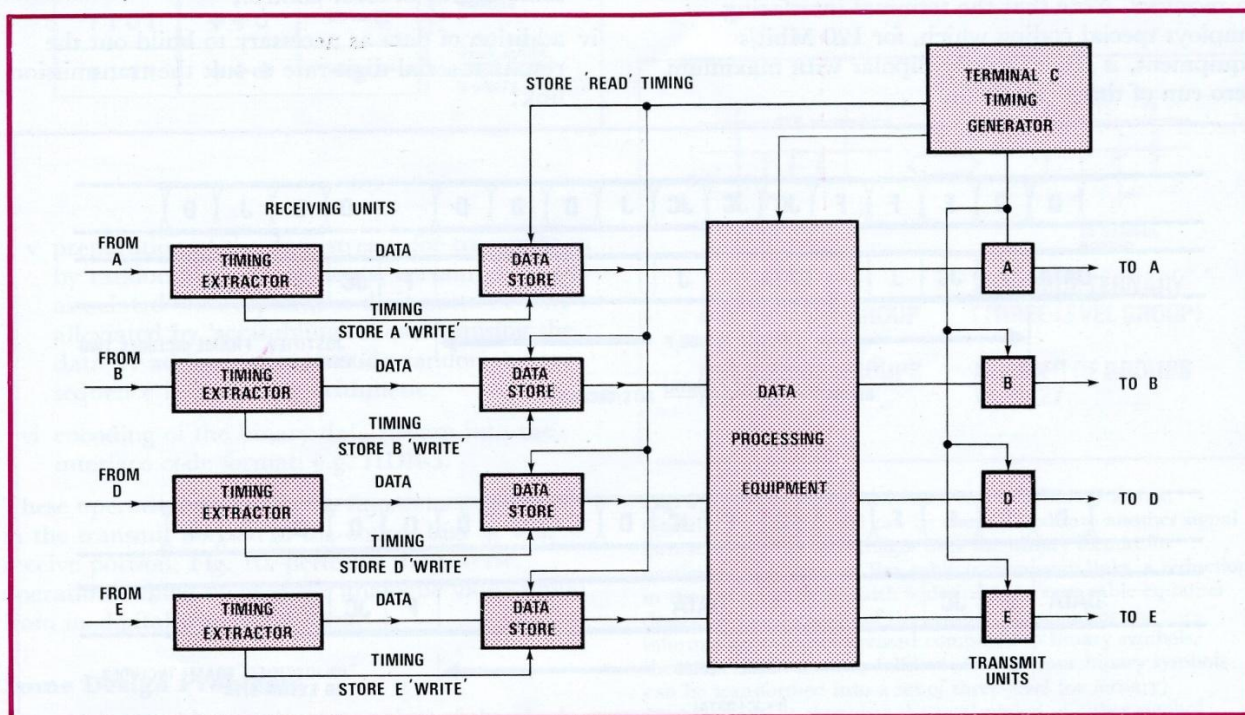 STORE 'READ' TIMING
TERMINAL C
TIMING
GENERATOR
RECEIVING UNITS
FROM
A
TIMING
EXTRACTOR
DATA
DATA
STORE
TIMING
STORE A 'WRITE'
A
TO A
FROM
B
TIMING
EXTRACTOR
DATA
DATA
STORE
TIMING
STORE B 'WRITE'
DATA
PROCESSING
EQUIPMENT
B
TO B
FROM
D
TIMING
EXTRACTOR
DATA
DATA
STORE
TIMING
STORE D 'WRITE'
D
TO D
FROM
E
TIMING
EXTRACTOR
DATA
DATA
STORE
TIMING
STORE E 'WRITE'
E
TO E
TRANSMIT
UNITS